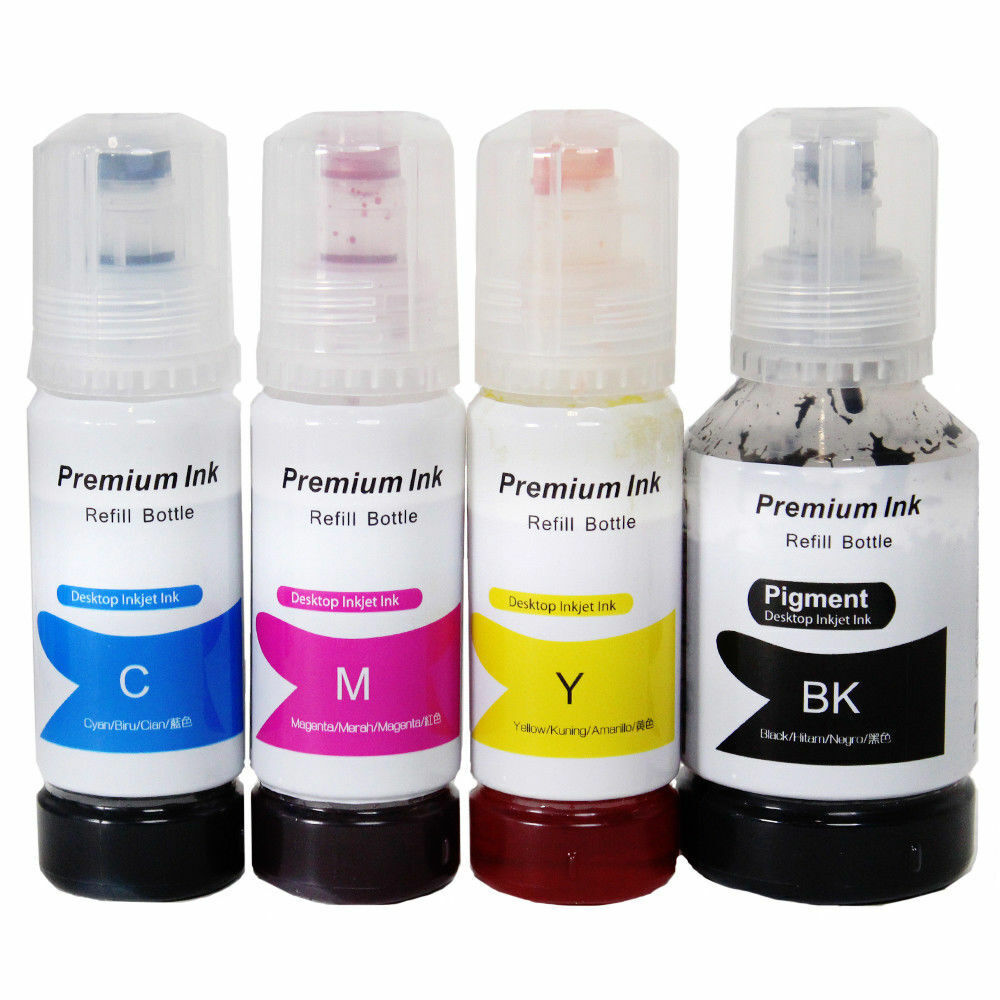 Premium Ink
Refill Bottle
Desktop Inkjet Ink
C
Cyan/Biru/Cian/藍色
Premium Ink
Refill Bottle
Desktop Inkjet Ink
M
Magenta/Merah/Magenta/紅色
Premium Ink
Refill Bottle
Desktop Inkjet Ink
Y
Yellow/Kuning/Amarilo/黄色
Premium Ink
Refill Bottle
Pigment
Desktop Inkjet Ink
BK
Black/Hitam/Negro/黑色